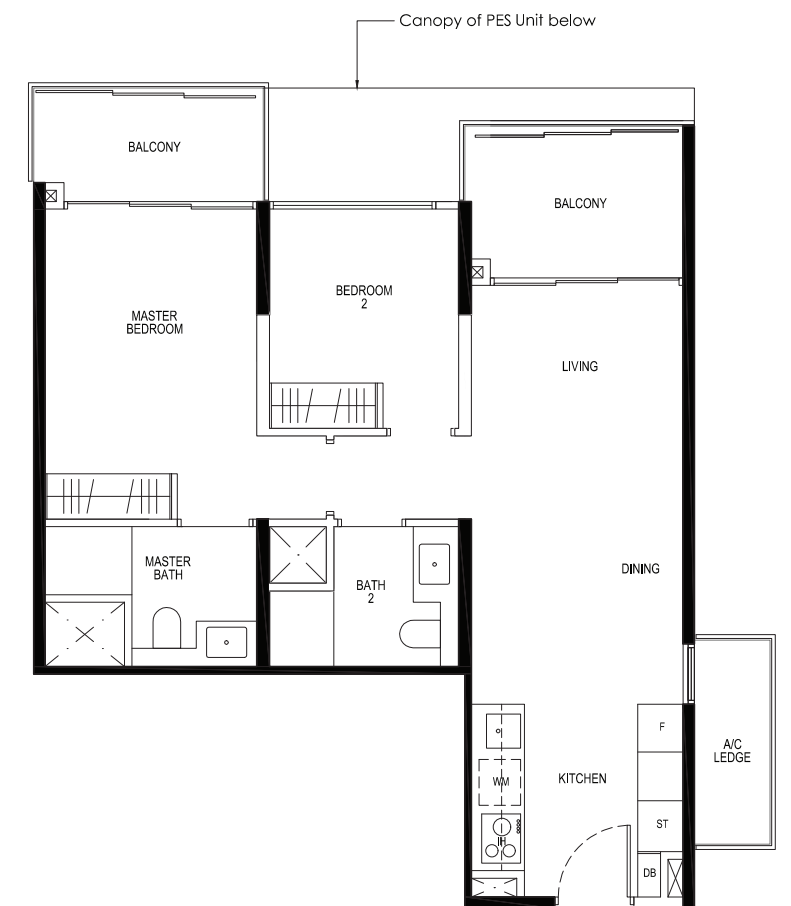 Canopy of PES Unit below
BALCONY
BALCONY
BEDROOM
2
MASTER
BEDROOM
LIVING
MASTER
BATH
BATH
2
DINING
F
A/C
LEDGE
WM
KITCHEN
ST
IH
DB